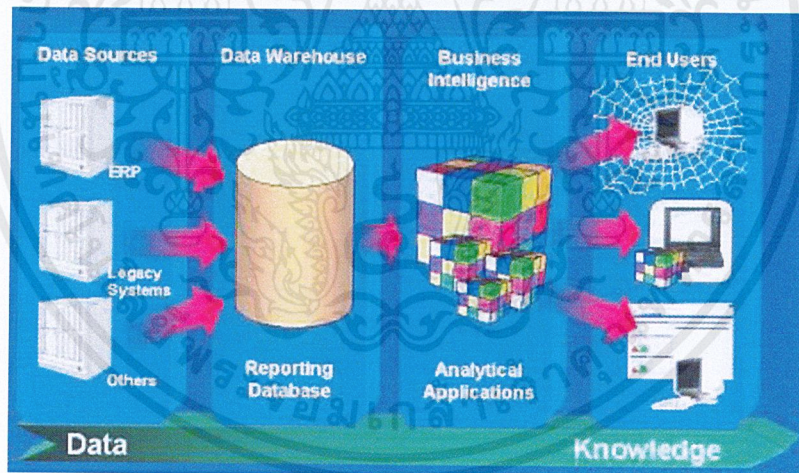 Data Sources
Data Warehouse
Business
Intelligence
End Users
ERP
Legacy
Systems
Others
Reporting
Database
Analytical
Applications
Data
Knowledge